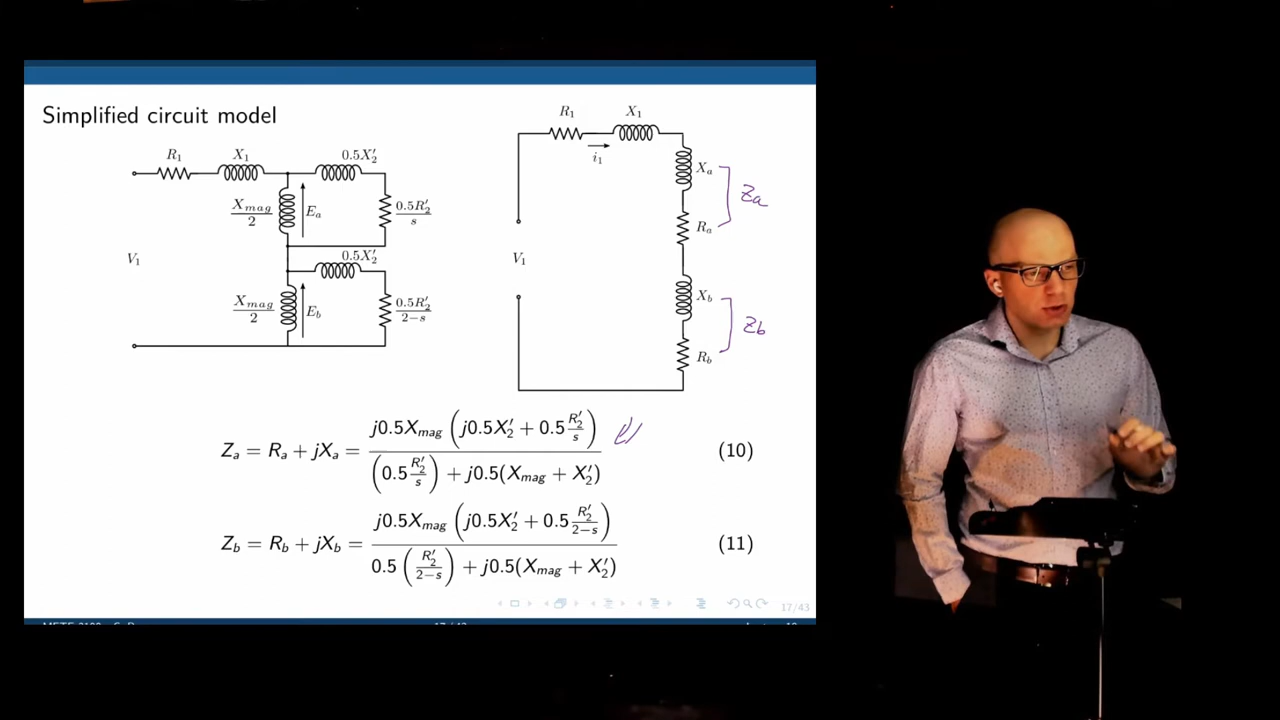 Simplified circuit model
R₁
X₁
0.5X₂′
X_mag/2
E_a
0.5R₂′/s
V₁
0.5X₂′
X_mag/2
E_b
0.5R₂′/2−s
R₁
X₁
i₁
X_a
Za
R_a
V₁
X_b
Zb
R_b
Z_a = R_a + jX_a = j0.5X_mag (j0.5X₂′ + 0.5 R₂′/s) / (0.5 R₂′/s) + j0.5(X_mag + X₂′) (10)
Z_b = R_b + jX_b = j0.5X_mag (j0.5X₂′ + 0.5 R₂′/2−s) / 0.5 (R₂′/2−s) + j0.5(X_mag + X₂′) (11)
17/43